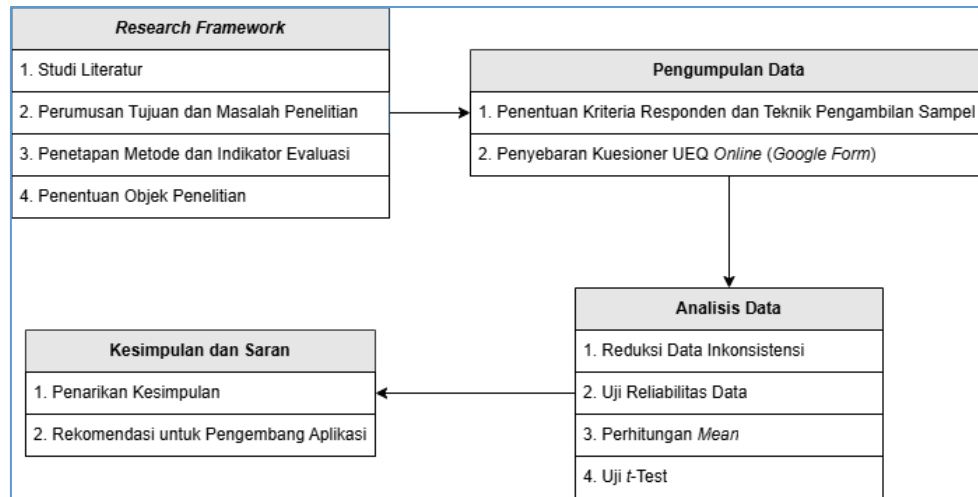 Research Framework
1. Studi Literatur
2. Perumusan Tujuan dan Masalah Penelitian
3. Penetapan Metode dan Indikator Evaluasi
4. Penentuan Objek Penelitian
Pengumpulan Data
1. Penentuan Kriteria Responden dan Teknik Pengambilan Sampel
2. Penyebaran Kuesioner UEQ Online (Google Form)
Analisis Data
1. Reduksi Data Inkonsistensi
2. Uji Reliabilitas Data
3. Perhitungan Mean
4. Uji t-Test
Kesimpulan dan Saran
1. Penarikan Kesimpulan
2. Rekomendasi untuk Pengembang Aplikasi